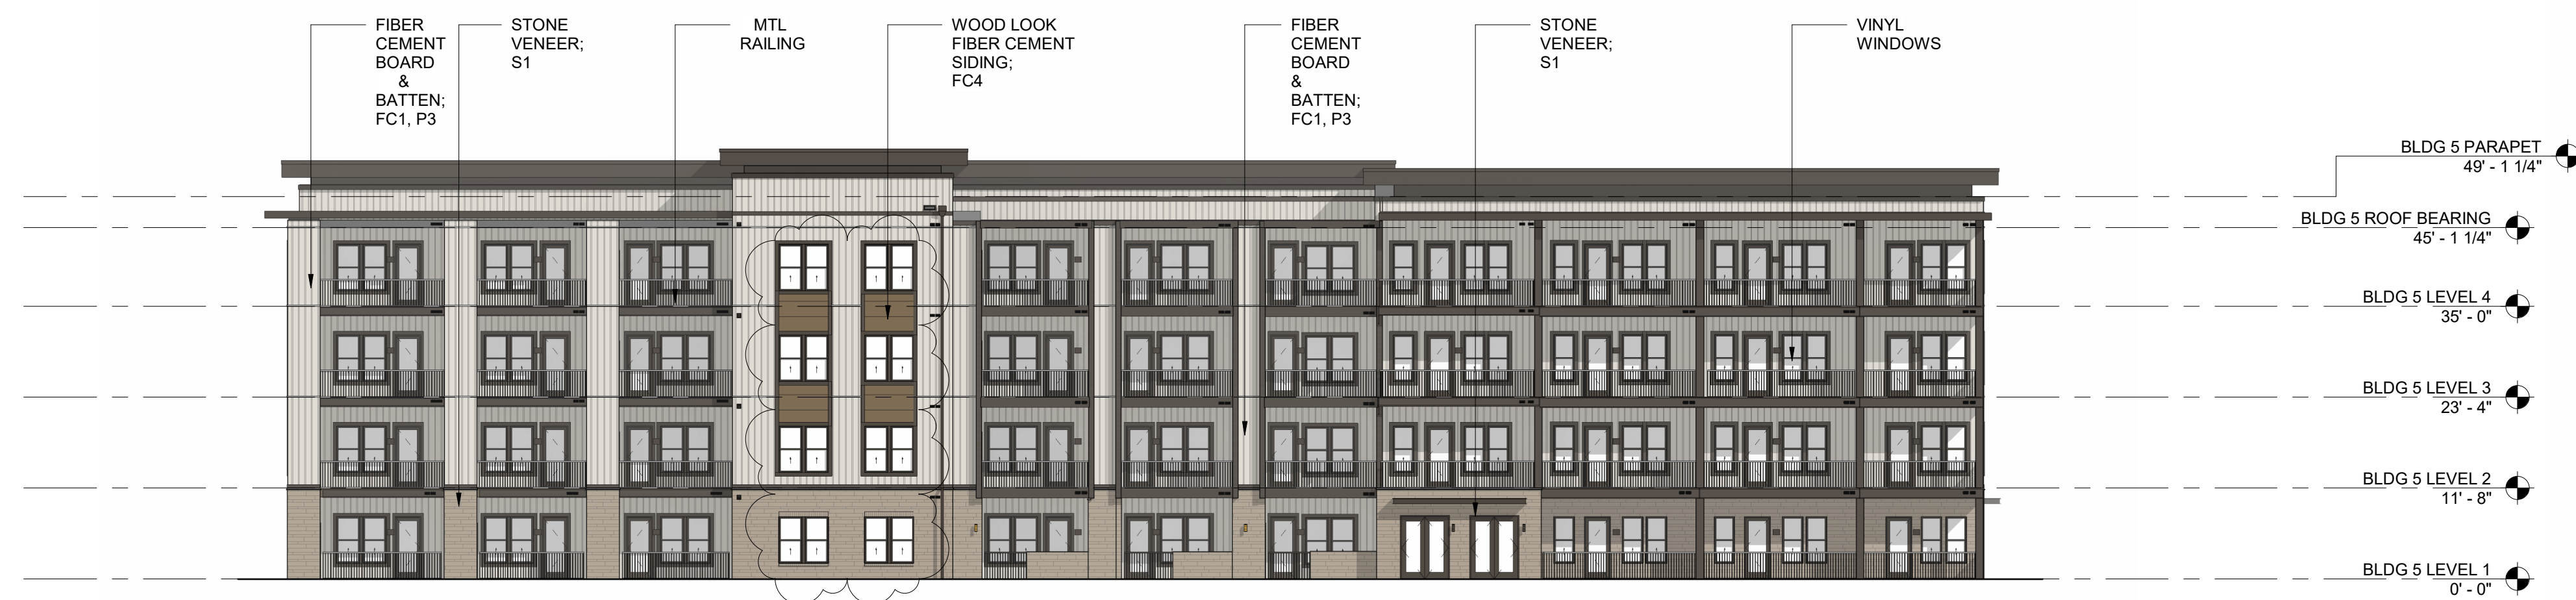 FIBER
CEMENT
BOARD
&
BATTEN;
FC1, P3
STONE
VENEER;
S1
MTL
RAILING
WOOD LOOK
FIBER CEMENT
SIDING;
FC4
FIBER
CEMENT
BOARD
&
BATTEN;
FC1, P3
STONE
VENEER;
S1
VINYL
WINDOWS
BLDG 5 PARAPET
49' - 1 1/4"
BLDG 5 ROOF BEARING
45' - 1 1/4"
BLDG 5 LEVEL 4
35' - 0"
BLDG 5 LEVEL 3
23' - 4"
BLDG 5 LEVEL 2
11' - 8"
BLDG 5 LEVEL 1
0' - 0"